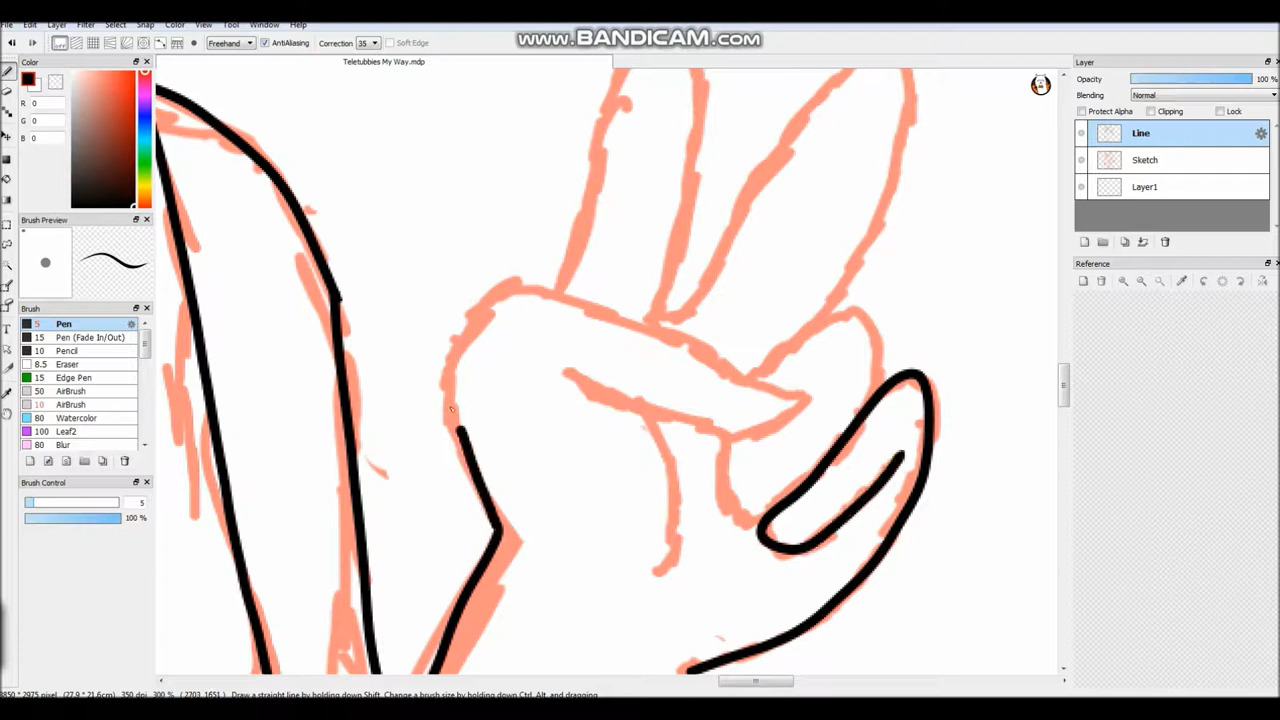 File Edit Layer Filter Select Snap Color View Tool Window Help
www.BANDICAM.com
off Freehand AntiAliasing Correction 35 Soft Edge
Color
Teletubbies My Way.mdp
R 0
G 0
B 0
Brush Preview
Brush
5 Pen
15 Pen (Fade In/Out)
10 Pencil
8.5 Eraser
15 Edge Pen
50 AirBrush
10 AirBrush
80 Watercolor
100 Leaf2
80 Blur
Brush Control
5
100 %
Layer
Opacity 100 %
Blending Normal
Protect Alpha Clipping Lock
Line
Sketch
Layer1
Reference
3850 * 2975 pixel (27.9 * 21.6cm) 350 dpi 300 % (2703,1651) Draw a straight line by holding down Shift, Change a brush size by holding down Ctrl, Alt, and dragging